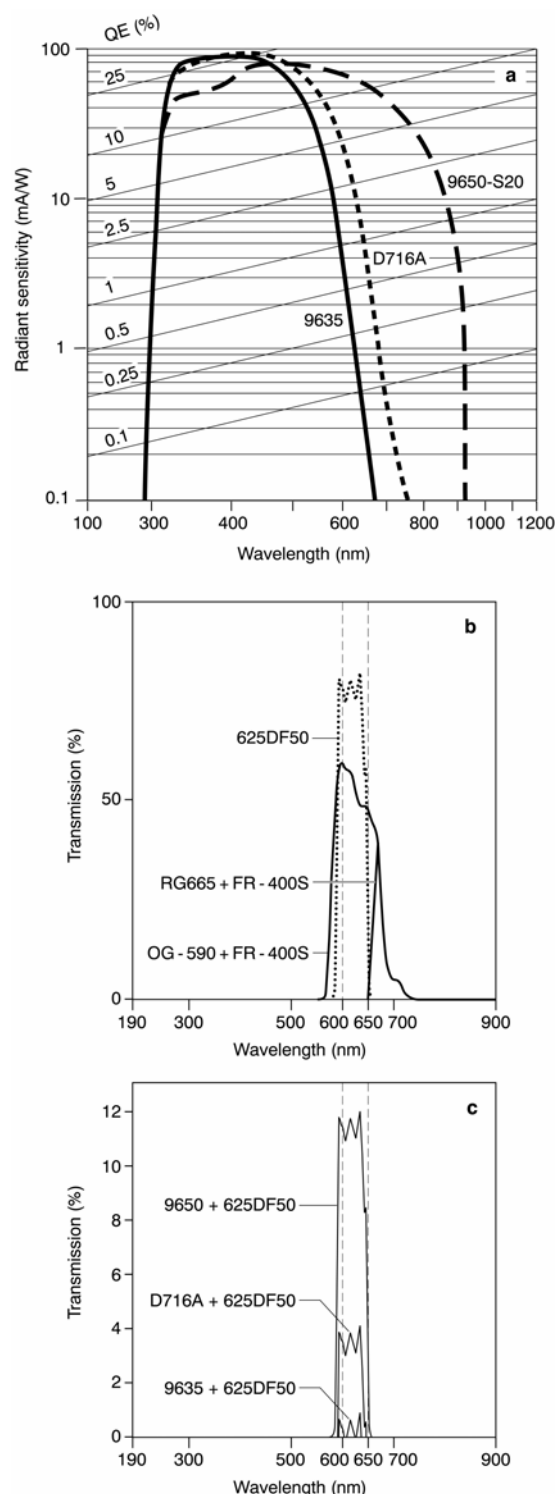 QE (%)
100
a
25
10
9650-S20
5
10
2.5
D716A
1
9635
0.5
1
0.25
0.1
0.1
100 300 400 600 800 1000 1200
Radiant sensitivity (mA/W)
Wavelength (nm)
100
b
625DF50
50
RG665 + FR - 400S
OG - 590 + FR - 400S
0
190 300 500 600 650 700 900
Transmission (%)
Wavelength (nm)
12
c
10
9650 + 625DF50
8
6
D716A + 625DF50
4
9635 + 625DF50
2
0
190 300 500 600 650 700 900
Transmission (%)
Wavelength (nm)